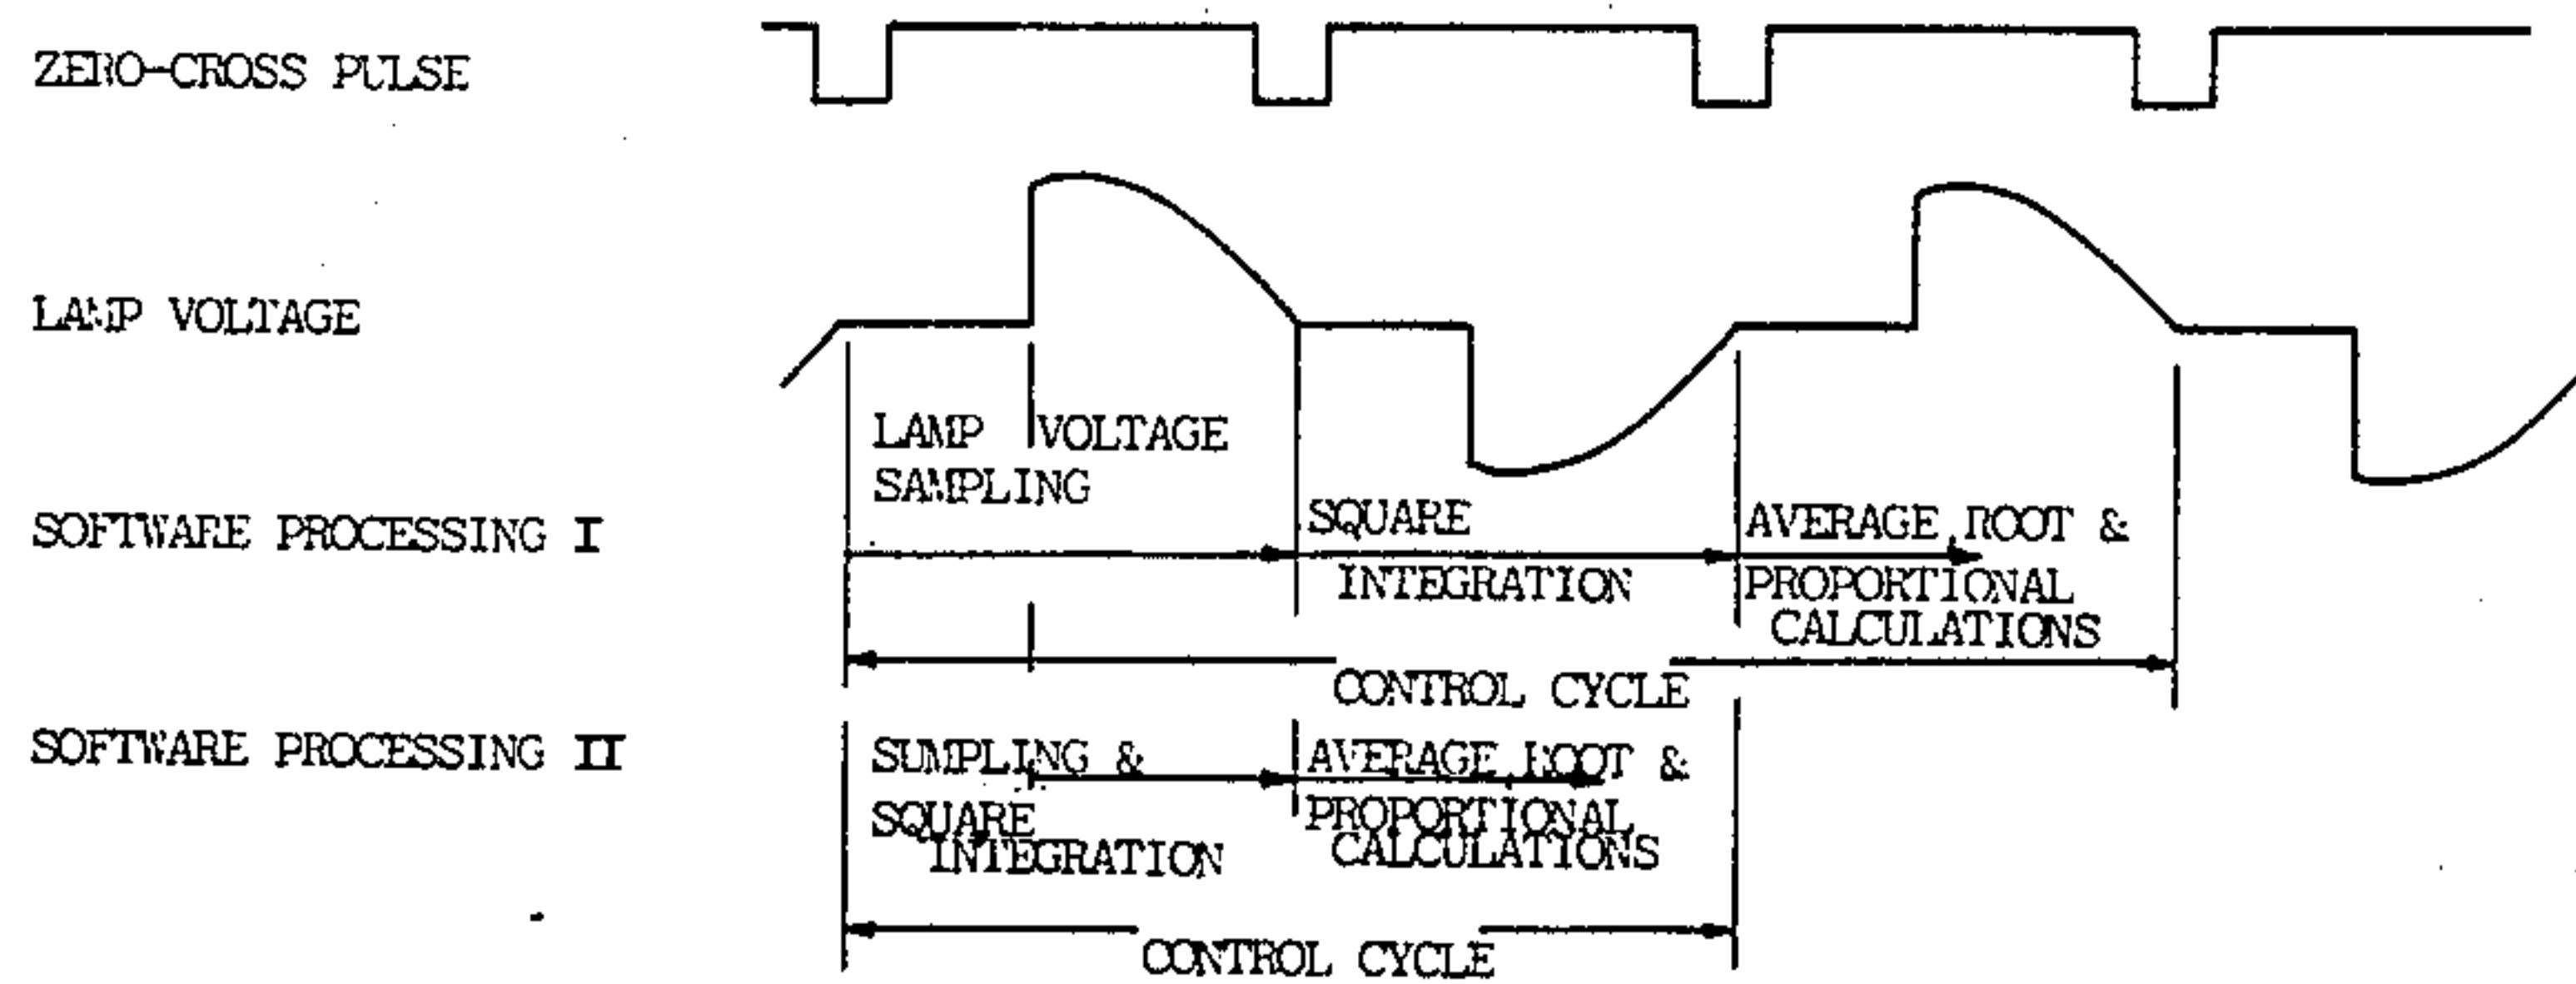 ZERO-CROSS PULSE
LAMP VOLTAGE
LAMP VOLTAGE
SAMPLING
SOFTWARE PROCESSING I
SQUARE
INTEGRATION
AVERAGE ROOT &
PROPORTIONAL
CALCULATIONS
CONTROL CYCLE
SOFTWARE PROCESSING II
SUMPLING &
SQUARE
INTEGRATION
AVERAGE ROOT &
PROPORTIONAL
CALCULATIONS
CONTROL CYCLE